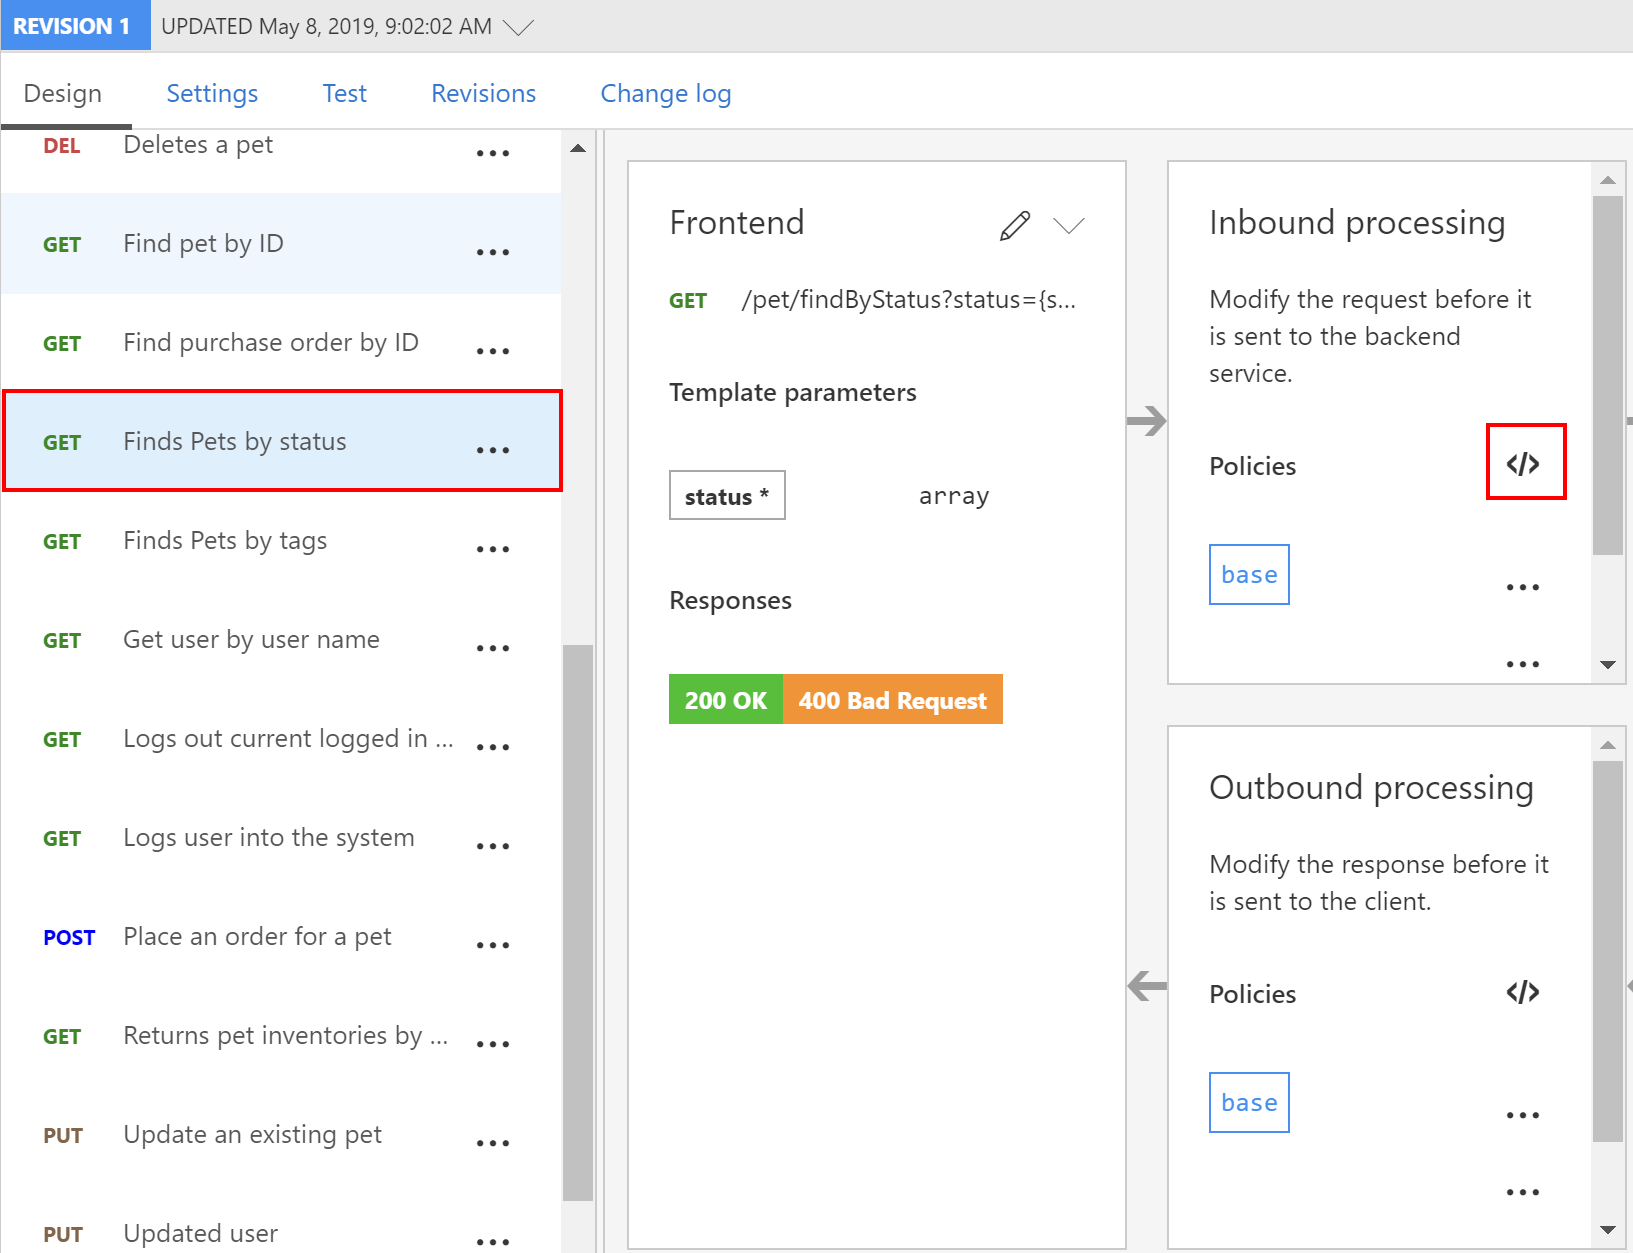 REVISION 1 UPDATED May 8, 2019, 9:02:02 AM
Design Settings Test Revisions Change log
DEL Deletes a pet ...
GET Find pet by ID ...
GET Find purchase order by ID ...
GET Finds Pets by status ...
GET Finds Pets by tags ...
GET Get user by user name ...
GET Logs out current logged in ... ...
GET Logs user into the system ...
POST Place an order for a pet ...
GET Returns pet inventories by ... ...
PUT Update an existing pet ...
PUT Updated user ...
Frontend
GET /pet/findByStatus?status={s...
Template parameters
status * array
Responses
200 OK 400 Bad Request
Inbound processing
Modify the request before it
is sent to the backend
service.
Policies </>
base ...
...
Outbound processing
Modify the response before it
is sent to the client.
Policies </>
base ...
...